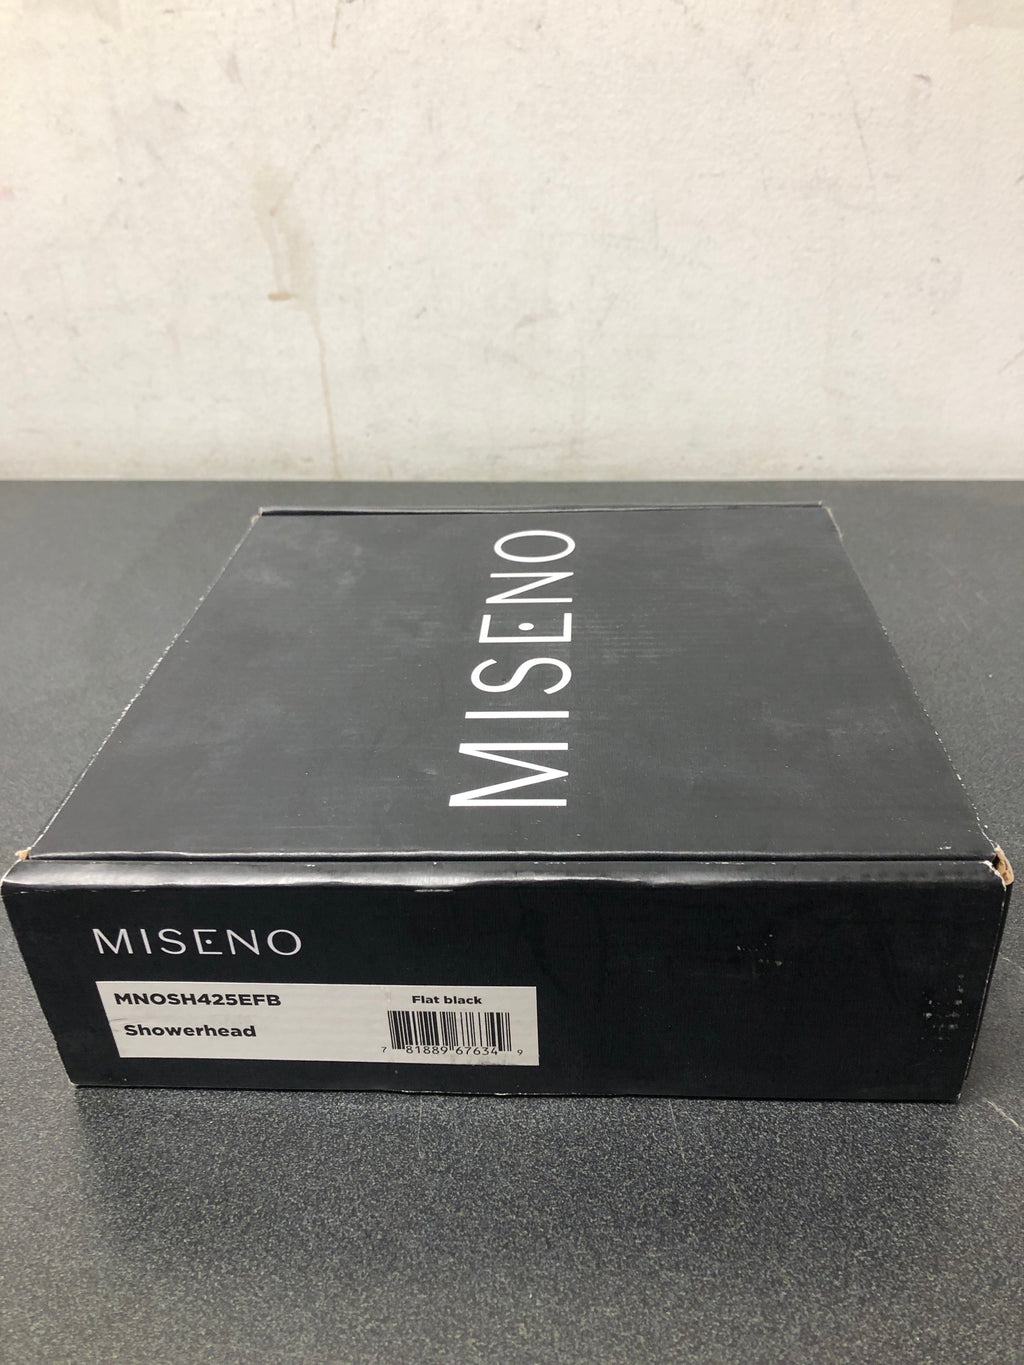 MISENO
MISENO
MNOSH425EFB
Flat black
Showerhead
7 81889 67634 9